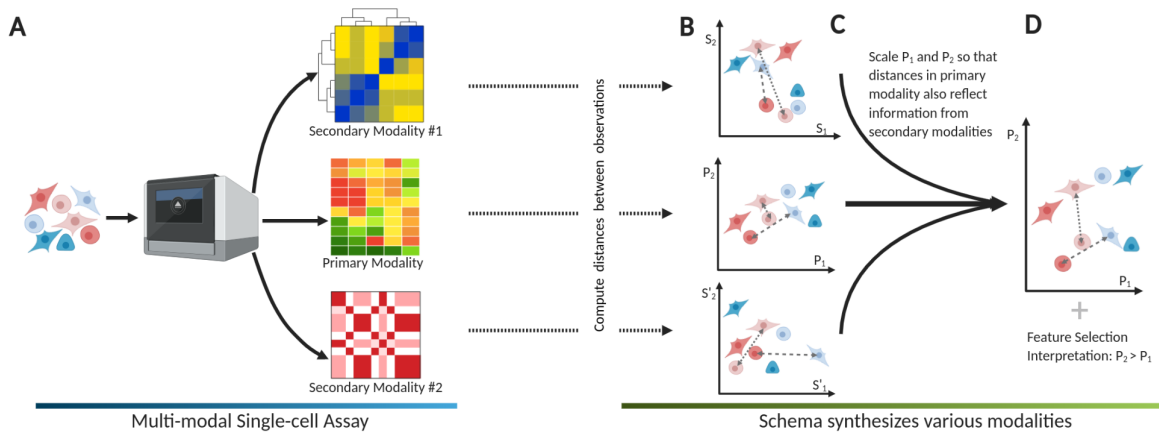 A
B
C
D
Secondary Modality #1
Primary Modality
Secondary Modality #2
Multi-modal Single-cell Assay
Compute distances between observations
S₂
S₁
P₂
P₁
S'₂
S'₁
Scale P₁ and P₂ so that
distances in primary
modality also reflect
information from
secondary modalities
P₂
P₁
+
Feature Selection
Interpretation: P₂ > P₁
Schema synthesizes various modalities